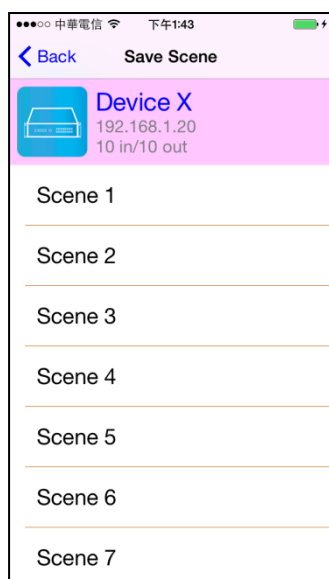 ●●●○○ 中華電信 下午1:43
Back Save Scene
Device X
192.168.1.20
10 in/10 out
Scene 1
Scene 2
Scene 3
Scene 4
Scene 5
Scene 6
Scene 7